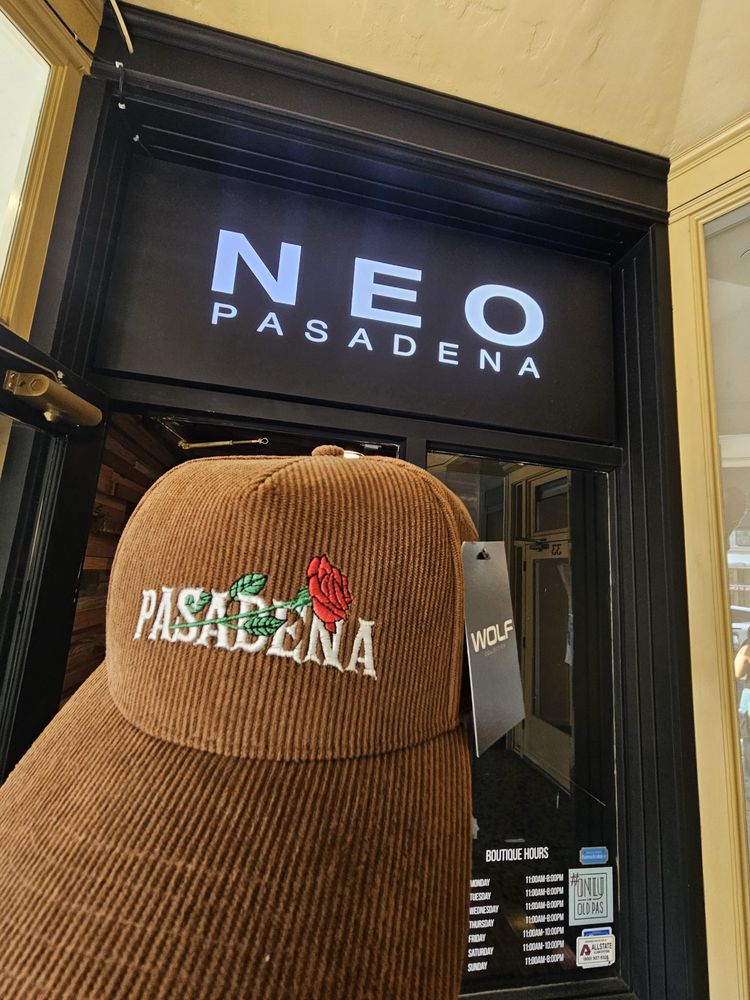 NEO
PASADENA
PASADENA
WOLF
BOUTIQUE HOURS
MONDAY 11:00AM-8:00PM
TUESDAY 11:00AM-8:00PM
WEDNESDAY 11:00AM-8:00PM
THURSDAY 11:00AM-8:00PM
FRIDAY 11:00AM-10:00PM
SATURDAY 11:00AM-10:00PM
SUNDAY 11:00AM-8:00PM
#ONLY
IN
OLD PAS
ALLSTATE
33